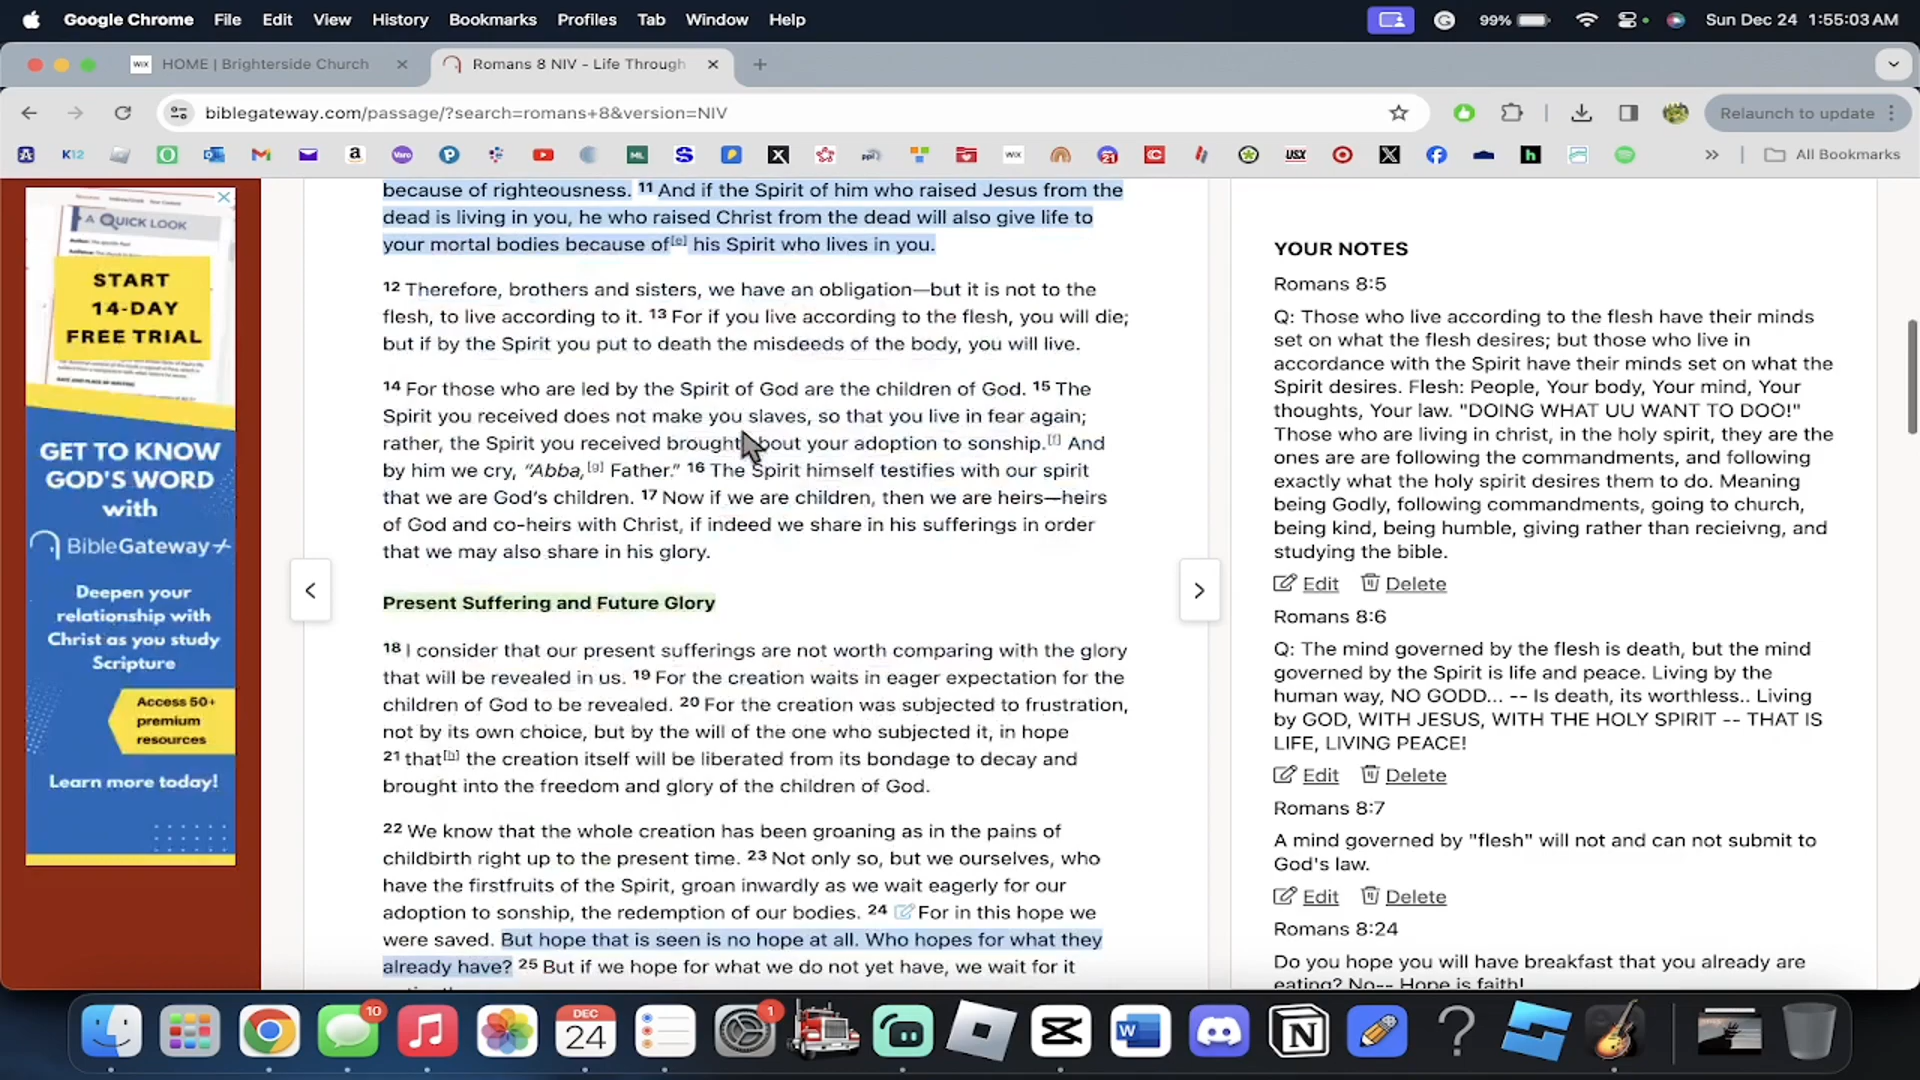 Google Chrome File Edit View History Bookmarks Profiles Tab Window Help
99% Sun Dec 24 1:55:03 AM
WIX HOME | Brighterside Church
Romans 8 NIV - Life Through
biblegateway.com/passage/?search=romans+8&version=NIV
Relaunch to update
K12 a Varo ML S X ppl WIX 21 USX h
All Bookmarks
A QUICK LOOK
START
14-DAY
FREE TRIAL
GET TO KNOW
GOD'S WORD
with
BibleGateway+
Deepen your
relationship with
Christ as you study
Scripture
Access 50+
premium
resources
Learn more today!
because of righteousness. 11 And if the Spirit of him who raised Jesus from the
dead is living in you, he who raised Christ from the dead will also give life to
your mortal bodies because of[e] his Spirit who lives in you.
12 Therefore, brothers and sisters, we have an obligation—but it is not to the
flesh, to live according to it. 13 For if you live according to the flesh, you will die;
but if by the Spirit you put to death the misdeeds of the body, you will live.
14 For those who are led by the Spirit of God are the children of God. 15 The
Spirit you received does not make you slaves, so that you live in fear again;
rather, the Spirit you received brought about your adoption to sonship.[f] And
by him we cry, “Abba,[g] Father.” 16 The Spirit himself testifies with our spirit
that we are God’s children. 17 Now if we are children, then we are heirs—heirs
of God and co-heirs with Christ, if indeed we share in his sufferings in order
that we may also share in his glory.
Present Suffering and Future Glory
18 I consider that our present sufferings are not worth comparing with the glory
that will be revealed in us. 19 For the creation waits in eager expectation for the
children of God to be revealed. 20 For the creation was subjected to frustration,
not by its own choice, but by the will of the one who subjected it, in hope
21 that[h] the creation itself will be liberated from its bondage to decay and
brought into the freedom and glory of the children of God.
22 We know that the whole creation has been groaning as in the pains of
childbirth right up to the present time. 23 Not only so, but we ourselves, who
have the firstfruits of the Spirit, groan inwardly as we wait eagerly for our
adoption to sonship, the redemption of our bodies. 24 For in this hope we
were saved. But hope that is seen is no hope at all. Who hopes for what they
already have? 25 But if we hope for what we do not yet have, we wait for it
YOUR NOTES
Romans 8:5
Q: Those who live according to the flesh have their minds
set on what the flesh desires; but those who live in
accordance with the Spirit have their minds set on what the
Spirit desires. Flesh: People, Your body, Your mind, Your
thoughts, Your law. "DOING WHAT UU WANT TO DOO!"
Those who are living in christ, in the holy spirit, they are the
ones are are following the commandments, and following
exactly what the holy spirit desires them to do. Meaning
being Godly, following commandments, going to church,
being kind, being humble, giving rather than recieivng, and
studying the bible.
Edit Delete
Romans 8:6
Q: The mind governed by the flesh is death, but the mind
governed by the Spirit is life and peace. Living by the
human way, NO GODD... -- Is death, its worthless.. Living
by GOD, WITH JESUS, WITH THE HOLY SPIRIT -- THAT IS
LIFE, LIVING PEACE!
Edit Delete
Romans 8:7
A mind governed by "flesh" will not and can not submit to
God's law.
Edit Delete
Romans 8:24
Do you hope you will have breakfast that you already are
eating? No-- Hope is faith!
10 DEC 24 1 W N ?